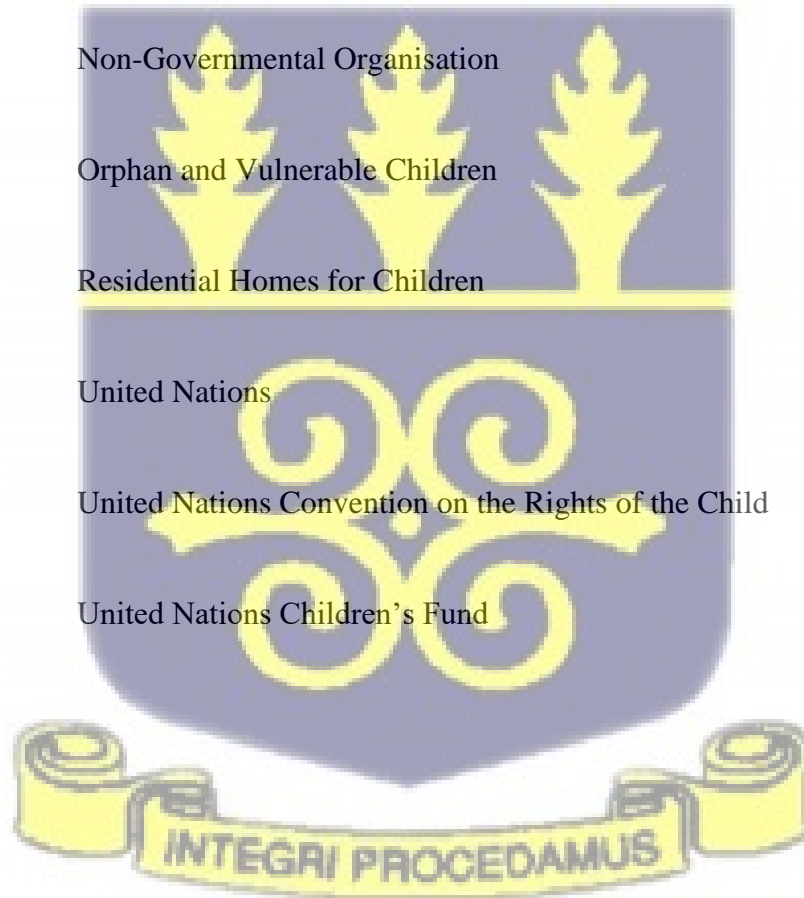 Non-Governmental Organisation
Orphan and Vulnerable Children
Residential Homes for Children
United Nations
United Nations Convention on the Rights of the Child
United Nations Children’s Fund
INTEGRI PROCEDAMUS